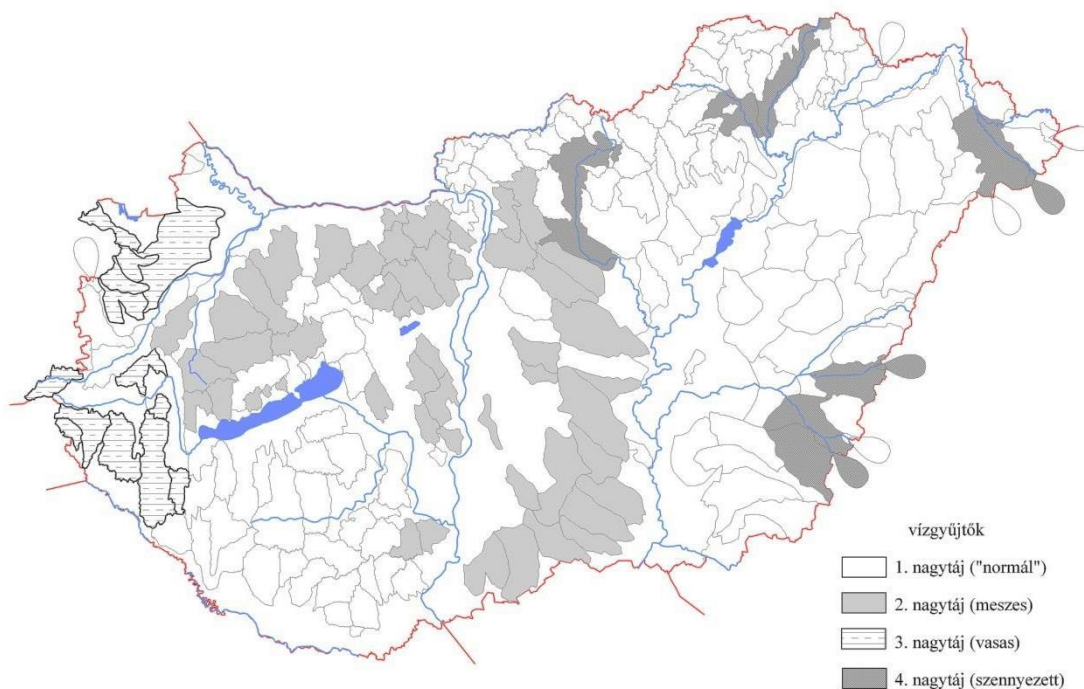 vízgyűjtők
1. nagytáj ("normál")
2. nagytáj (meszes)
3. nagytáj (vasas)
4. nagytáj (szennyezett)